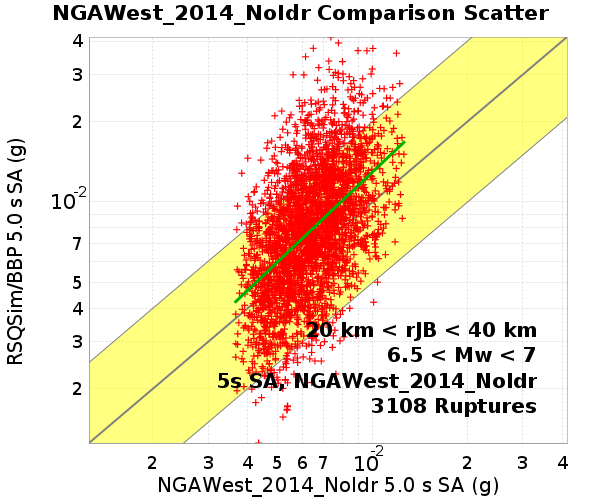 NGAWest_2014_NoIdr Comparison Scatter
RSQSim/BBP 5.0 s SA (g)
4
3
2
10-2
7
5
4
3
2
20 km < rJB < 40 km
6.5 < Mw < 7
5s SA, NGAWest_2014_NoIdr
3108 Ruptures
2 3 4 5 6 7 10-2 2 3 4
NGAWest_2014_NoIdr 5.0 s SA (g)